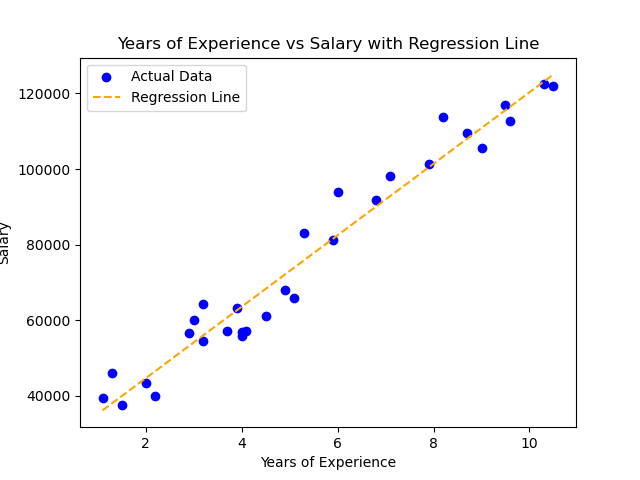 Years of Experience vs Salary with Regression Line
Actual Data
Regression Line
120000
100000
80000
60000
40000
Salary
2
4
6
8
10
Years of Experience